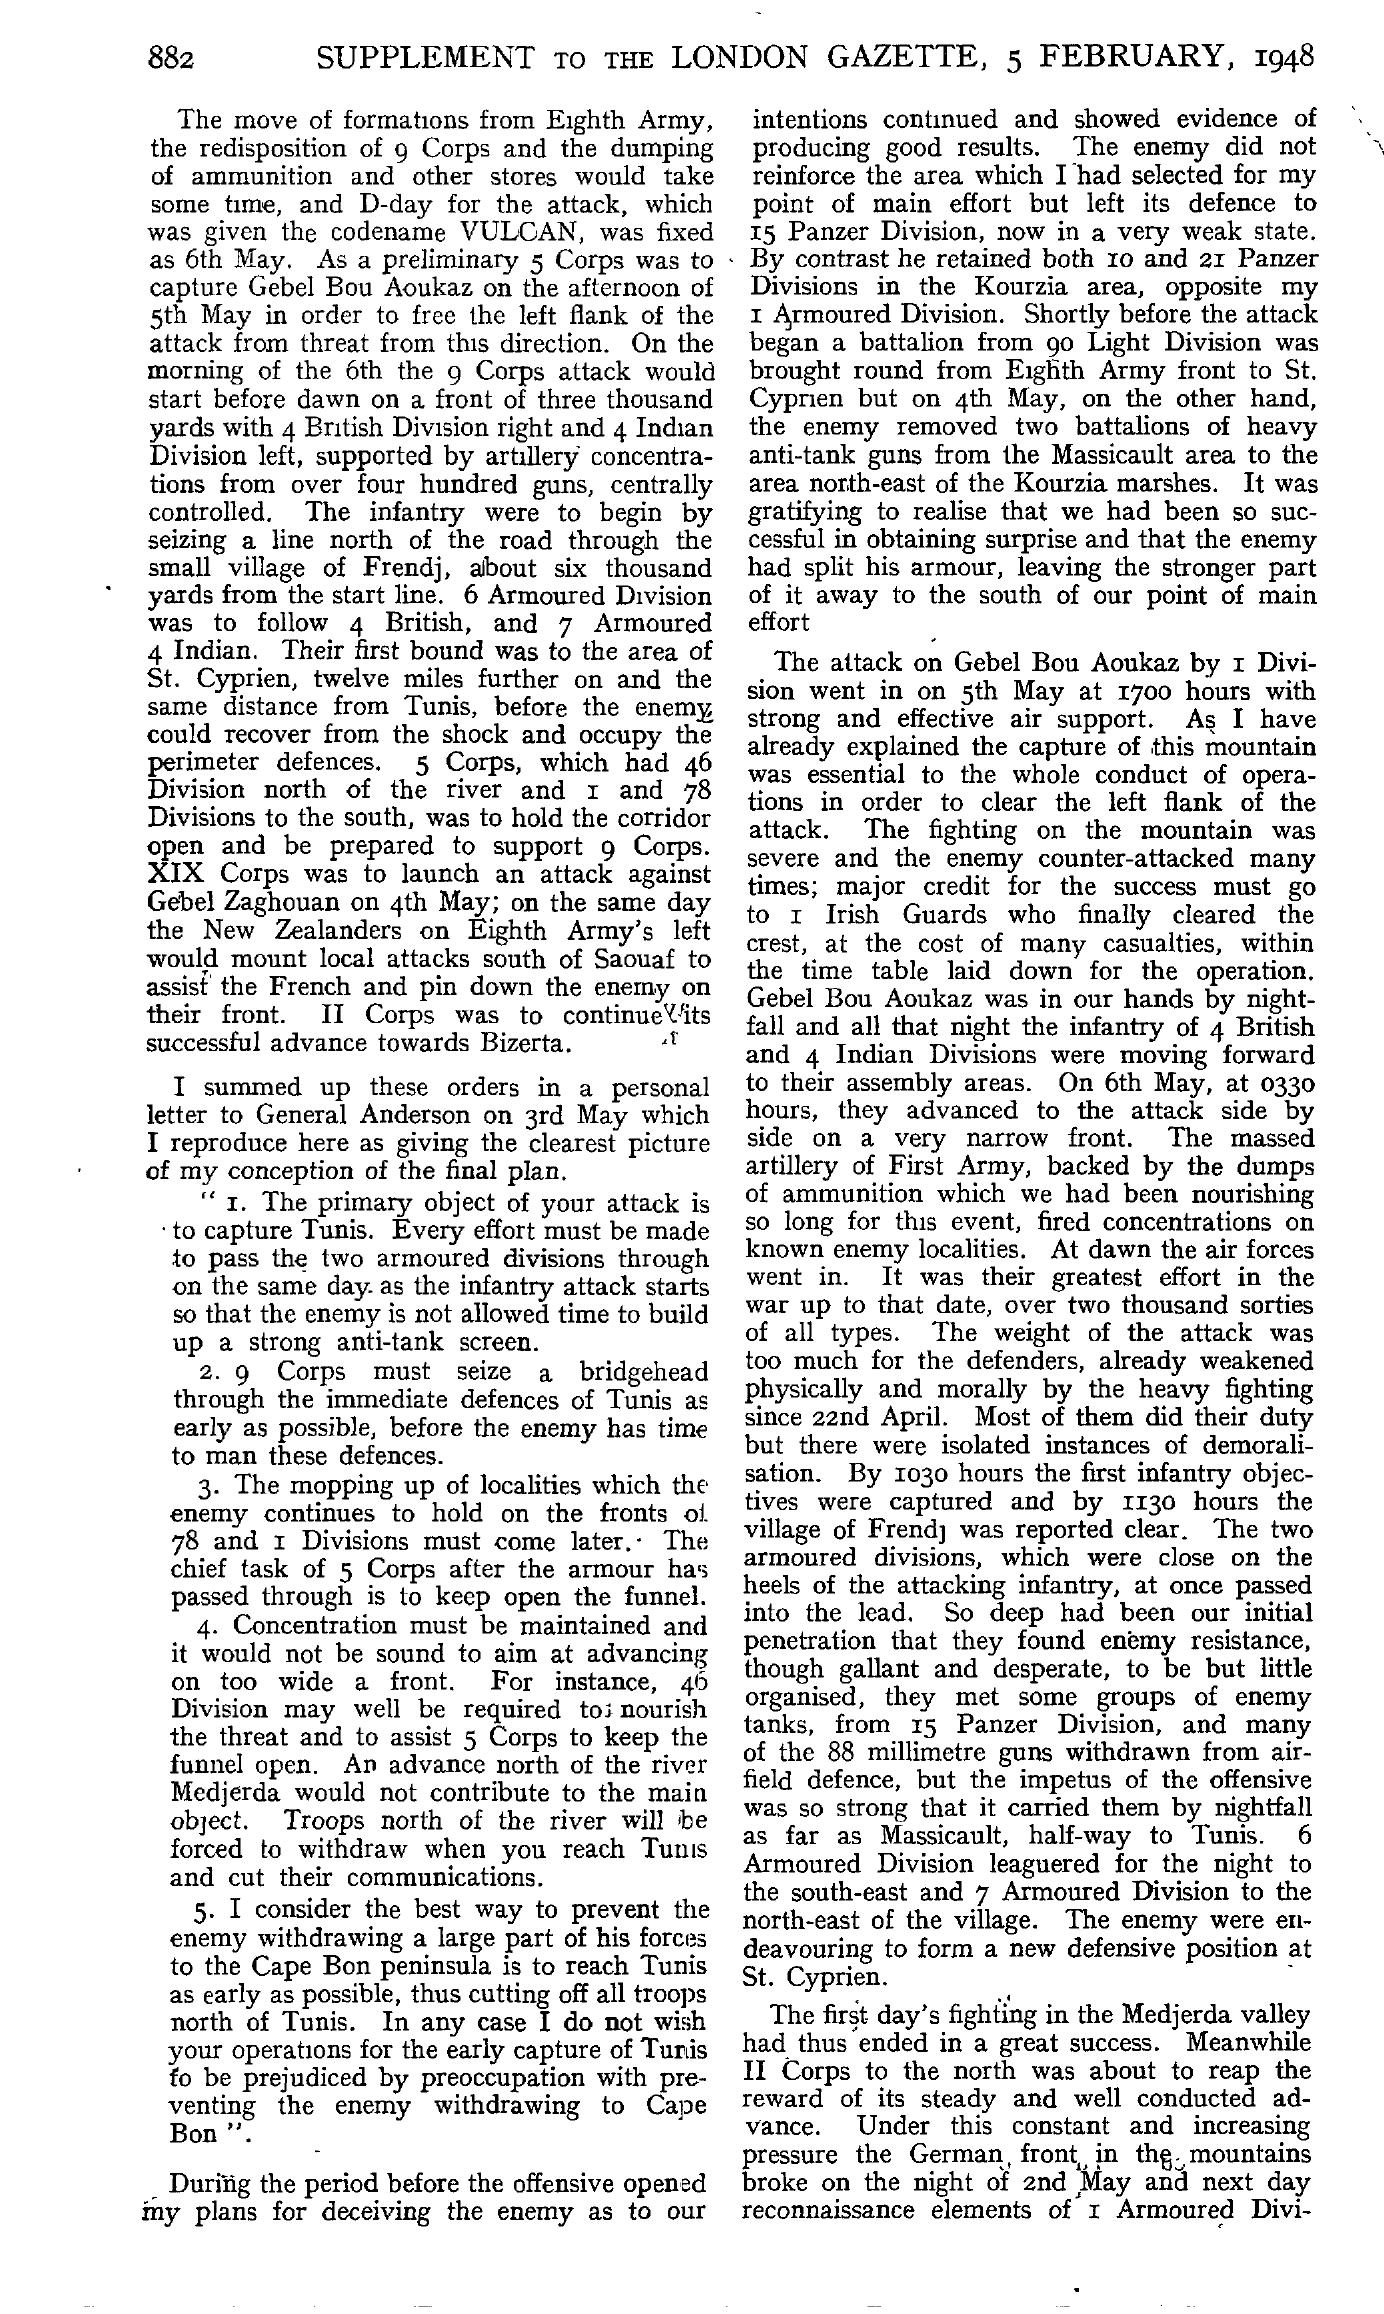 882 SUPPLEMENT TO THE LONDON GAZETTE, 5 FEBRUARY, 1948
The move of formations from Eighth Army,
the redisposition of 9 Corps and the dumping
of ammunition and other stores would take
some time, and D-day for the attack, which
was given the codename VULCAN, was fixed
as 6th May. As a preliminary 5 Corps was to
capture Gebel Bou Aoukaz on the afternoon of
5th May in order to free the left flank of the
attack from threat from this direction. On the
morning of the 6th the 9 Corps attack would
start before dawn on a front of three thousand
yards with 4 British Division right and 4 Indian
Division left, supported by artillery concentra-
tions from over four hundred guns, centrally
controlled. The infantry were to begin by
seizing a line north of the road through the
small village of Frendj, about six thousand
yards from the start line. 6 Armoured Division
was to follow 4 British, and 7 Armoured
4 Indian. Their first bound was to the area of
St. Cyprien, twelve miles further on and the
same distance from Tunis, before the enemy
could recover from the shock and occupy the
perimeter defences. 5 Corps, which had 46
Division north of the river and 1 and 78
Divisions to the south, was to hold the corridor
open and be prepared to support 9 Corps.
XIX Corps was to launch an attack against
Gebel Zaghouan on 4th May; on the same day
the New Zealanders on Eighth Army's left
would mount local attacks south of Saouaf to
assist the French and pin down the enemy on
their front. II Corps was to continue its
successful advance towards Bizerta.
I summed up these orders in a personal
letter to General Anderson on 3rd May which
I reproduce here as giving the clearest picture
of my conception of the final plan.
" 1. The primary object of your attack is
to capture Tunis. Every effort must be made
to pass the two armoured divisions through
on the same day as the infantry attack starts
so that the enemy is not allowed time to build
up a strong anti-tank screen.
2. 9 Corps must seize a bridgehead
through the immediate defences of Tunis as
early as possible, before the enemy has time
to man these defences.
3. The mopping up of localities which the
enemy continues to hold on the fronts of
78 and 1 Divisions must come later. The
chief task of 5 Corps after the armour has
passed through is to keep open the funnel.
4. Concentration must be maintained and
it would not be sound to aim at advancing
on too wide a front. For instance, 46
Division may well be required to nourish
the threat and to assist 5 Corps to keep the
funnel open. An advance north of the river
Medjerda would not contribute to the main
object. Troops north of the river will be
forced to withdraw when you reach Tunis
and cut their communications.
5. I consider the best way to prevent the
enemy withdrawing a large part of his forces
to the Cape Bon peninsula is to reach Tunis
as early as possible, thus cutting off all troops
north of Tunis. In any case I do not wish
your operations for the early capture of Tunis
to be prejudiced by preoccupation with pre-
venting the enemy withdrawing to Cape
Bon ".
During the period before the offensive opened
my plans for deceiving the enemy as to our
intentions continued and showed evidence of
producing good results. The enemy did not
reinforce the area which I had selected for my
point of main effort but left its defence to
15 Panzer Division, now in a very weak state.
By contrast he retained both 10 and 21 Panzer
Divisions in the Kourzia area, opposite my
1 Armoured Division. Shortly before the attack
began a battalion from 90 Light Division was
brought round from Eighth Army front to St.
Cyprien but on 4th May, on the other hand,
the enemy removed two battalions of heavy
anti-tank guns from the Massicault area to the
area north-east of the Kourzia marshes. It was
gratifying to realise that we had been so suc-
cessful in obtaining surprise and that the enemy
had split his armour, leaving the stronger part
of it away to the south of our point of main
effort
The attack on Gebel Bou Aoukaz by 1 Divi-
sion went in on 5th May at 1700 hours with
strong and effective air support. As I have
already explained the capture of this mountain
was essential to the whole conduct of opera-
tions in order to clear the left flank of the
attack. The fighting on the mountain was
severe and the enemy counter-attacked many
times; major credit for the success must go
to 1 Irish Guards who finally cleared the
crest, at the cost of many casualties, within
the time table laid down for the operation.
Gebel Bou Aoukaz was in our hands by night-
fall and all that night the infantry of 4 British
and 4 Indian Divisions were moving forward
to their assembly areas. On 6th May, at 0330
hours, they advanced to the attack side by
side on a very narrow front. The massed
artillery of First Army, backed by the dumps
of ammunition which we had been nourishing
so long for this event, fired concentrations on
known enemy localities. At dawn the air forces
went in. It was their greatest effort in the
war up to that date, over two thousand sorties
of all types. The weight of the attack was
too much for the defenders, already weakened
physically and morally by the heavy fighting
since 22nd April. Most of them did their duty
but there were isolated instances of demorali-
sation. By 1030 hours the first infantry objec-
tives were captured and by 1130 hours the
village of Frendj was reported clear. The two
armoured divisions, which were close on the
heels of the attacking infantry, at once passed
into the lead. So deep had been our initial
penetration that they found enemy resistance,
though gallant and desperate, to be but little
organised, they met some groups of enemy
tanks, from 15 Panzer Division, and many
of the 88 millimetre guns withdrawn from air-
field defence, but the impetus of the offensive
was so strong that it carried them by nightfall
as far as Massicault, half-way to Tunis. 6
Armoured Division leaguered for the night to
the south-east and 7 Armoured Division to the
north-east of the village. The enemy were en-
deavouring to form a new defensive position at
St. Cyprien.
The first day's fighting in the Medjerda valley
had thus ended in a great success. Meanwhile
II Corps to the north was about to reap the
reward of its steady and well conducted ad-
vance. Under this constant and increasing
pressure the German front in the mountains
broke on the night of 2nd May and next day
reconnaissance elements of 1 Armoured Divi-